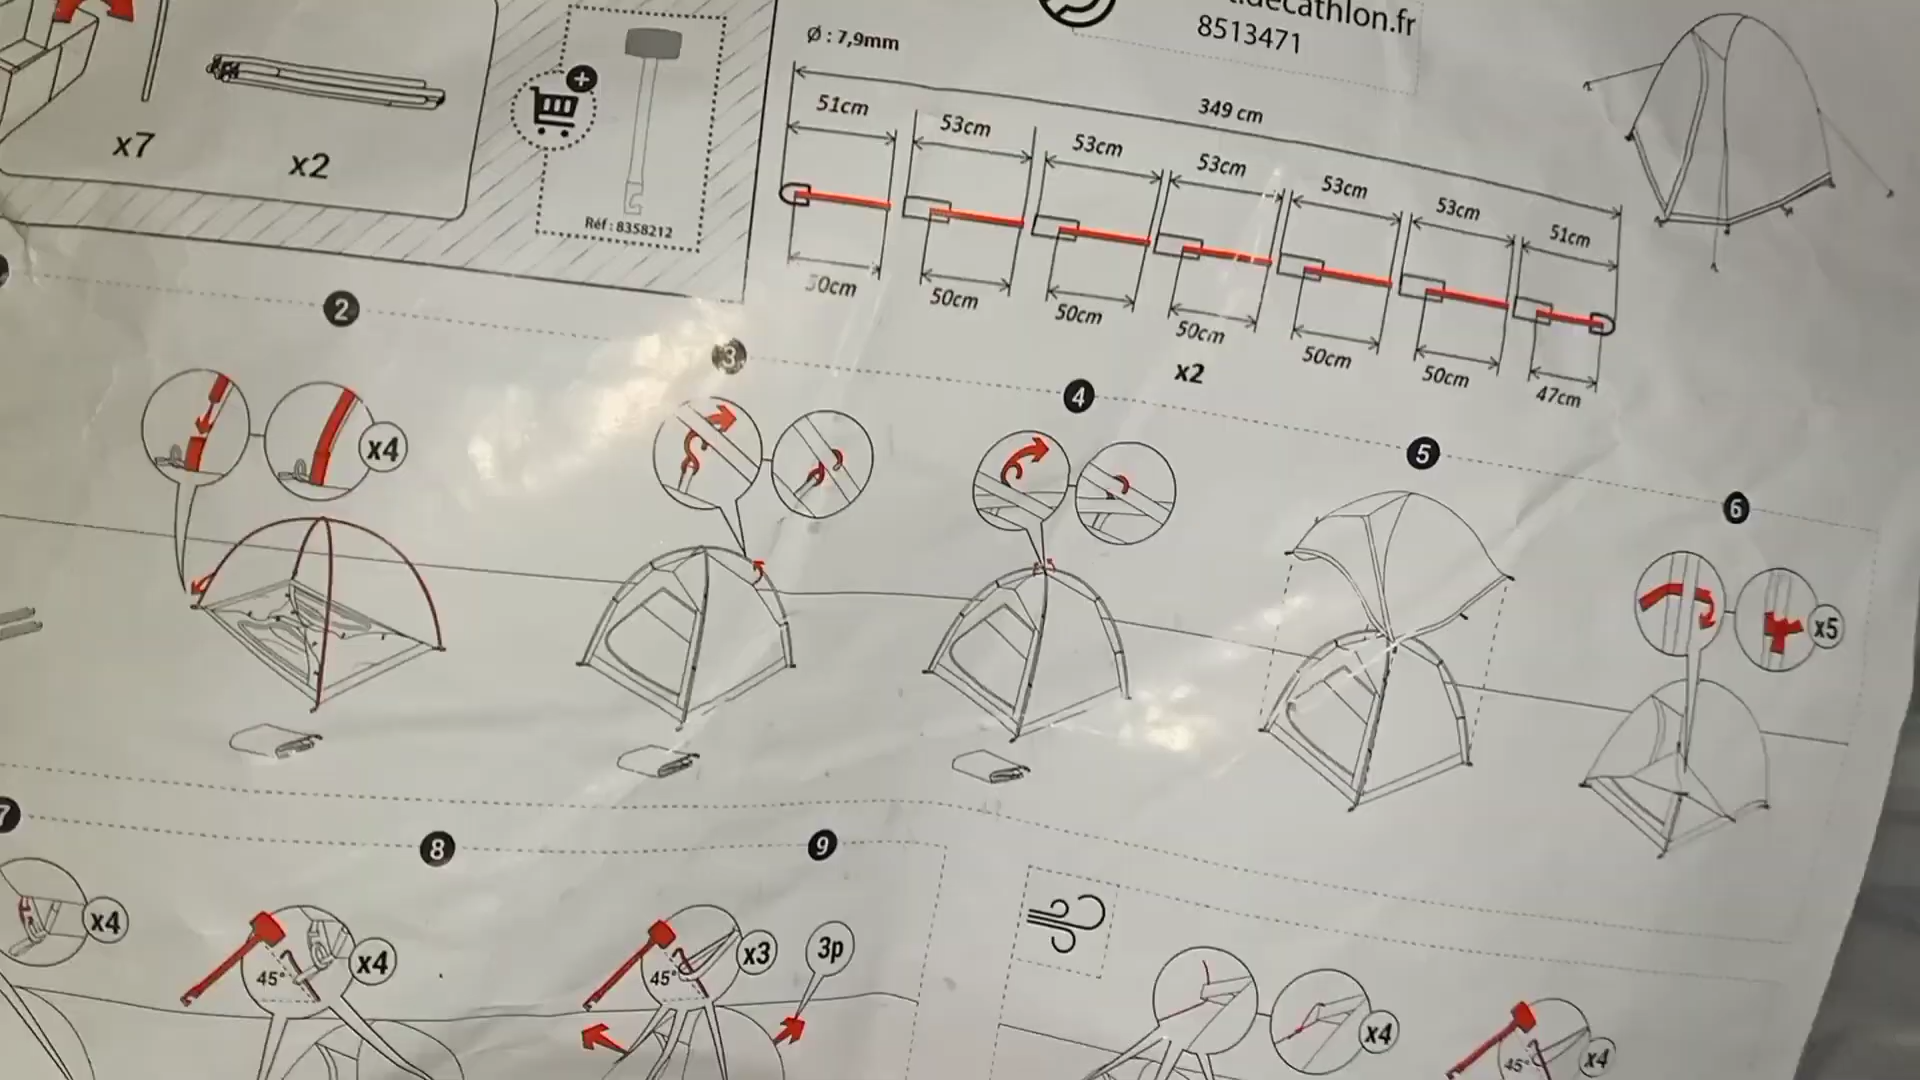 decathlon.fr
8513471
Ø : 7,9mm
349 cm
51cm
53cm
53cm
53cm
53cm
53cm
51cm
50cm
50cm
50cm
50cm
50cm
50cm
47cm
x2
x7
x2
Réf : 8358212
2
3
4
5
6
x4
x5
7
8
9
x4
45°
x4
45°
x3
3p
x4
45°
x4